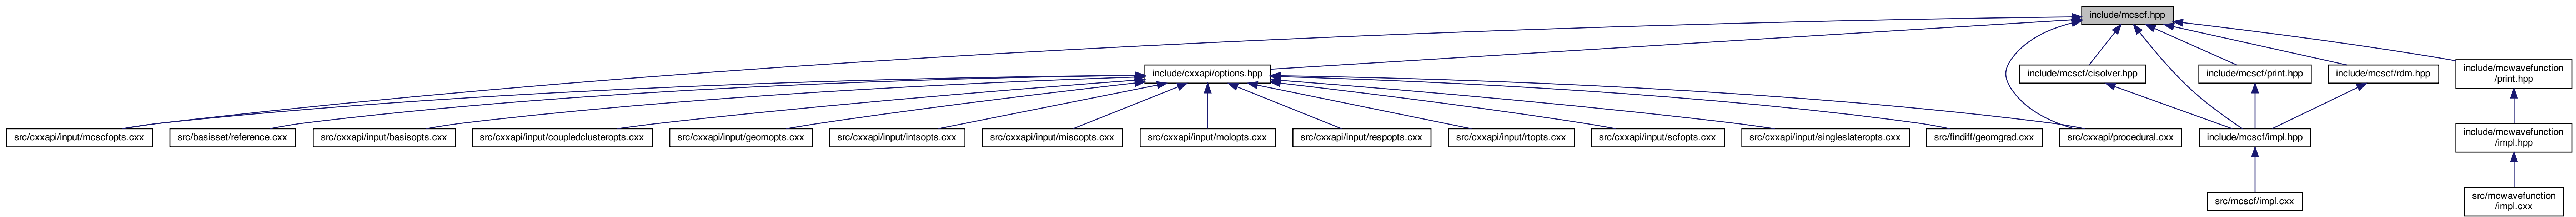 include/mcscf.hpp
include/cxxapi/options.hpp
include/mcscf/cisolver.hpp
include/mcscf/print.hpp
include/mcscf/rdm.hpp
include/mcwavefunction
/print.hpp
src/cxxapi/input/mcscfopts.cxx
src/basisset/reference.cxx
src/cxxapi/input/basisopts.cxx
src/cxxapi/input/coupledclusteropts.cxx
src/cxxapi/input/geomopts.cxx
src/cxxapi/input/intsopts.cxx
src/cxxapi/input/miscopts.cxx
src/cxxapi/input/molopts.cxx
src/cxxapi/input/respopts.cxx
src/cxxapi/input/rtopts.cxx
src/cxxapi/input/scfopts.cxx
src/cxxapi/input/singleslateropts.cxx
src/findiff/geomgrad.cxx
src/cxxapi/procedural.cxx
include/mcscf/impl.hpp
include/mcwavefunction
/impl.hpp
src/mcscf/impl.cxx
src/mcwavefunction
/impl.cxx